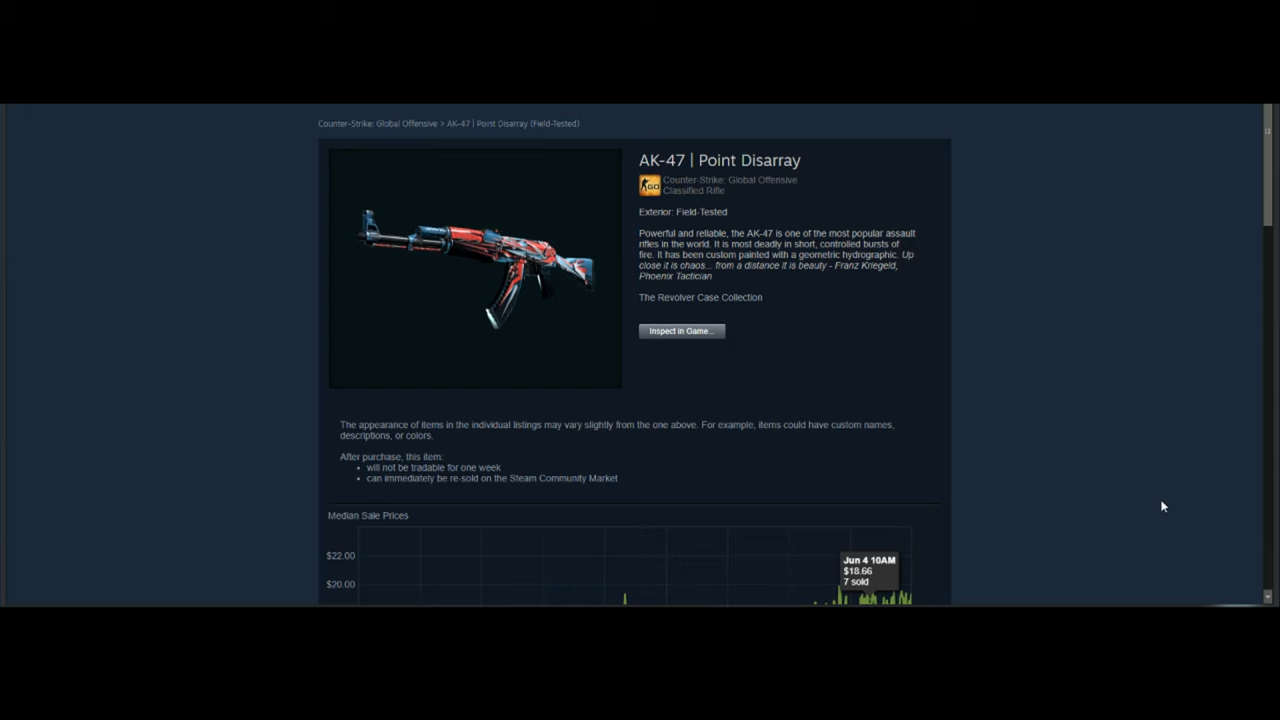 Counter-Strike: Global Offensive > AK-47 | Point Disarray (Field-Tested)
AK-47 | Point Disarray
GO
Counter-Strike: Global Offensive
Classified Rifle
Exterior: Field-Tested
Powerful and reliable, the AK-47 is one of the most popular assault
rifles in the world. It is most deadly in short, controlled bursts of
fire. It has been custom painted with a geometric hydrographic. Up
close it is chaos... from a distance it is beauty - Franz Kriegeld,
Phoenix Tactician
The Revolver Case Collection
Inspect in Game...
The appearance of items in the individual listings may vary slightly from the one above. For example, items could have custom names,
descriptions, or colors.
After purchase, this item:
• will not be tradable for one week
• can immediately be re-sold on the Steam Community Market
Median Sale Prices
$22.00
$20.00
Jun 4 10AM
$18.66
7 sold